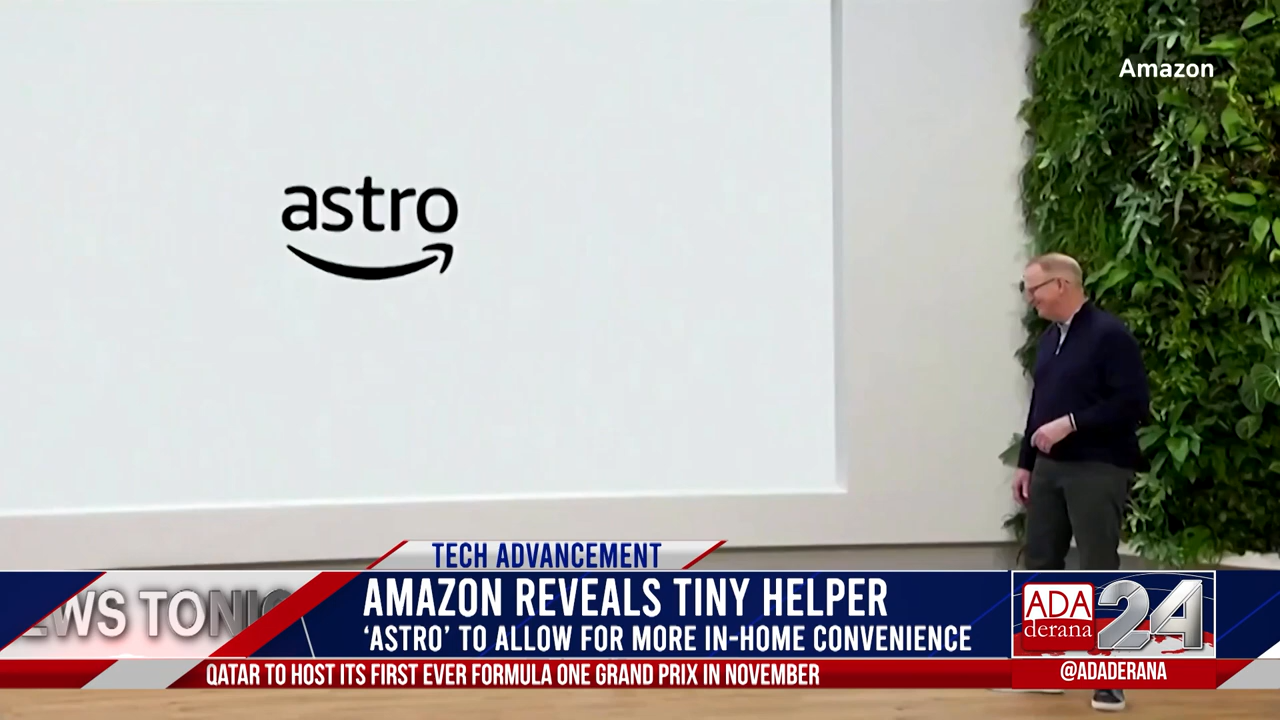 Amazon
astro
TECH ADVANCEMENT
AMAZON REVEALS TINY HELPER
‘ASTRO’ TO ALLOW FOR MORE IN-HOME CONVENIENCE
QATAR TO HOST ITS FIRST EVER FORMULA ONE GRAND PRIX IN NOVEMBER
ADA
derana
24
@ADADERANA